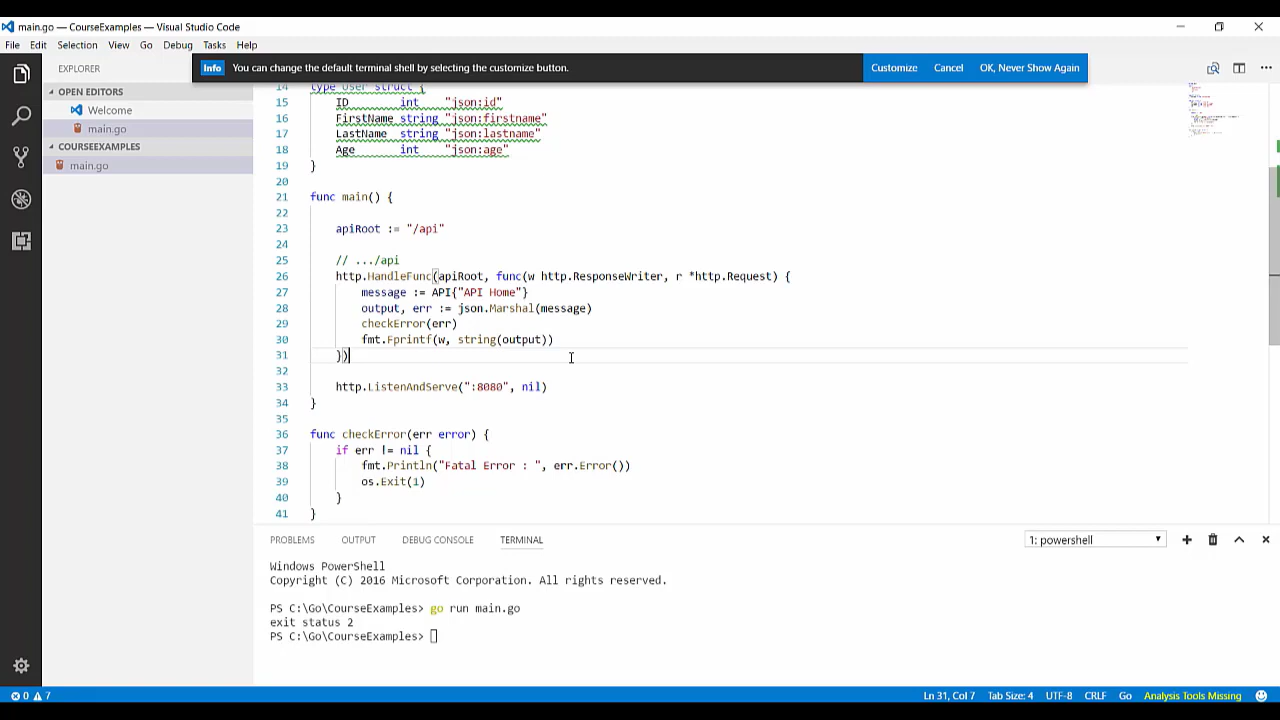 main.go — CourseExamples — Visual Studio Code
File Edit Selection View Go Debug Tasks Help
EXPLORER
Info You can change the default terminal shell by selecting the customize button. Customize Cancel OK, Never Show Again
OPEN EDITORS
Welcome
main.go
COURSEEXAMPLES
main.go
14 type User struct {
15 ID int "json:id"
16 FirstName string "json:firstname"
17 LastName string "json:lastname"
18 Age int "json:age"
19 }
20
21 func main() {
22
23 apiRoot := "/api"
24
25 // .../api
26 http.HandleFunc(apiRoot, func(w http.ResponseWriter, r *http.Request) {
27 message := API{"API Home"}
28 output, err := json.Marshal(message)
29 checkError(err)
30 fmt.Fprintf(w, string(output))
31 })
32
33 http.ListenAndServe(":8080", nil)
34 }
35
36 func checkError(err error) {
37 if err != nil {
38 fmt.Println("Fatal Error : ", err.Error())
39 os.Exit(1)
40 }
41 }
PROBLEMS OUTPUT DEBUG CONSOLE TERMINAL 1: powershell
Windows PowerShell
Copyright (C) 2016 Microsoft Corporation. All rights reserved.
PS C:\Go\CourseExamples> go run main.go
exit status 2
PS C:\Go\CourseExamples>
0 7 Ln 31, Col 7 Tab Size: 4 UTF-8 CRLF Go Analysis Tools Missing